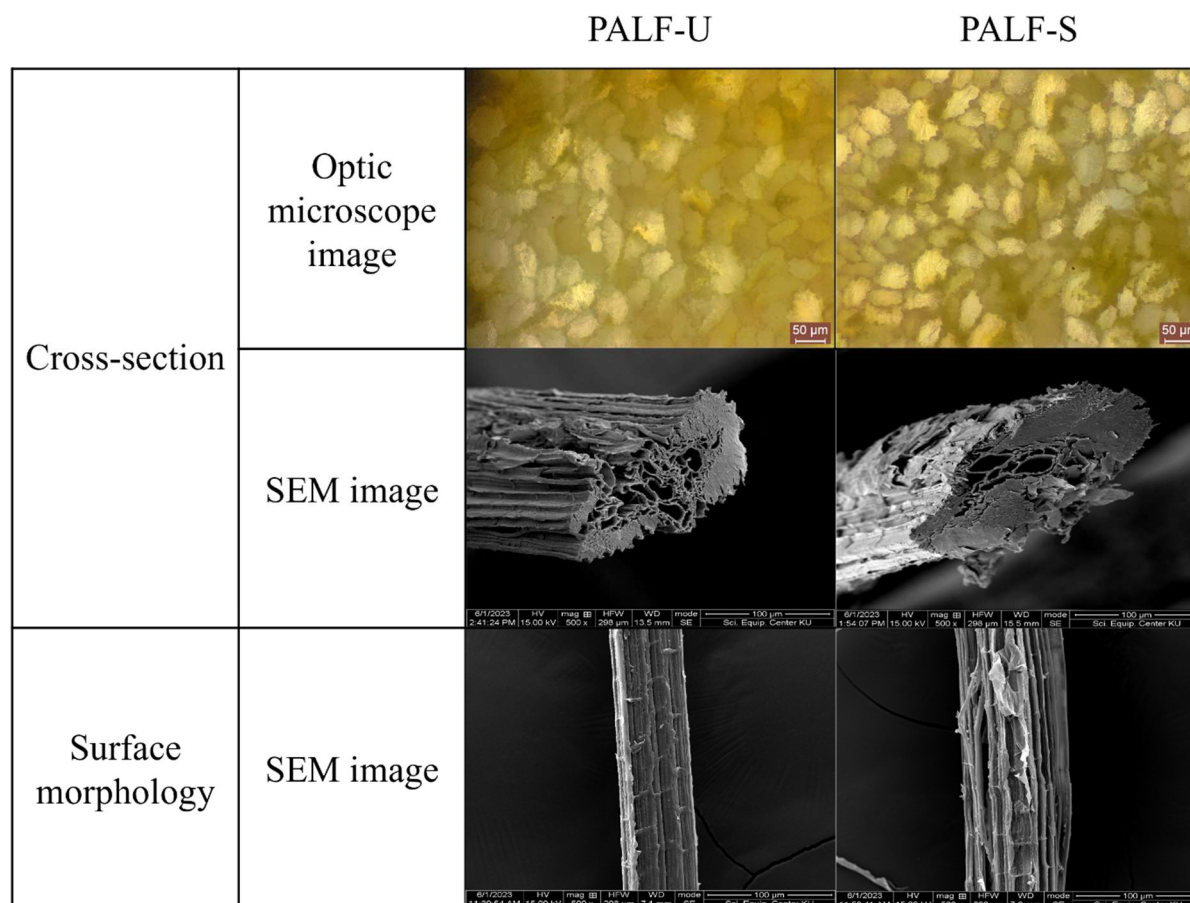 PALF-U
PALF-S
Cross-section
Optic
microscope
image
50 µm
50 µm
SEM image
6/1/2023 HV mag HFW WD mode 100 µm
2:41:24 PM 15.00 kV 500 x 298 µm 13.5 mm SE Sci. Equip. Center KU
6/1/2023 HV mag HFW WD mode 100 µm
1:54:07 PM 15.00 kV 500 x 298 µm 15.5 mm SE Sci. Equip. Center KU
Surface
morphology
SEM image
6/1/2023 HV mag HFW WD mode 100 µm
6/1/2023 HV mag HFW WD mode 100 µm